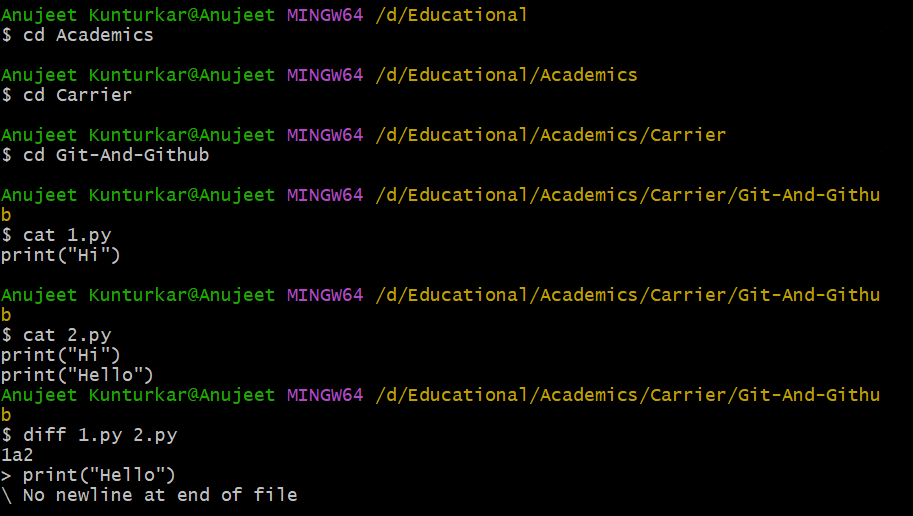 Anujeet Kunturkar@Anujeet MINGW64 /d/Educational
$ cd Academics

Anujeet Kunturkar@Anujeet MINGW64 /d/Educational/Academics
$ cd Carrier

Anujeet Kunturkar@Anujeet MINGW64 /d/Educational/Academics/Carrier
$ cd Git-And-Github

Anujeet Kunturkar@Anujeet MINGW64 /d/Educational/Academics/Carrier/Git-And-Githu
b
$ cat 1.py
print("Hi")

Anujeet Kunturkar@Anujeet MINGW64 /d/Educational/Academics/Carrier/Git-And-Githu
b
$ cat 2.py
print("Hi")
print("Hello")
Anujeet Kunturkar@Anujeet MINGW64 /d/Educational/Academics/Carrier/Git-And-Githu
b
$ diff 1.py 2.py
1a2
> print("Hello")
\ No newline at end of file